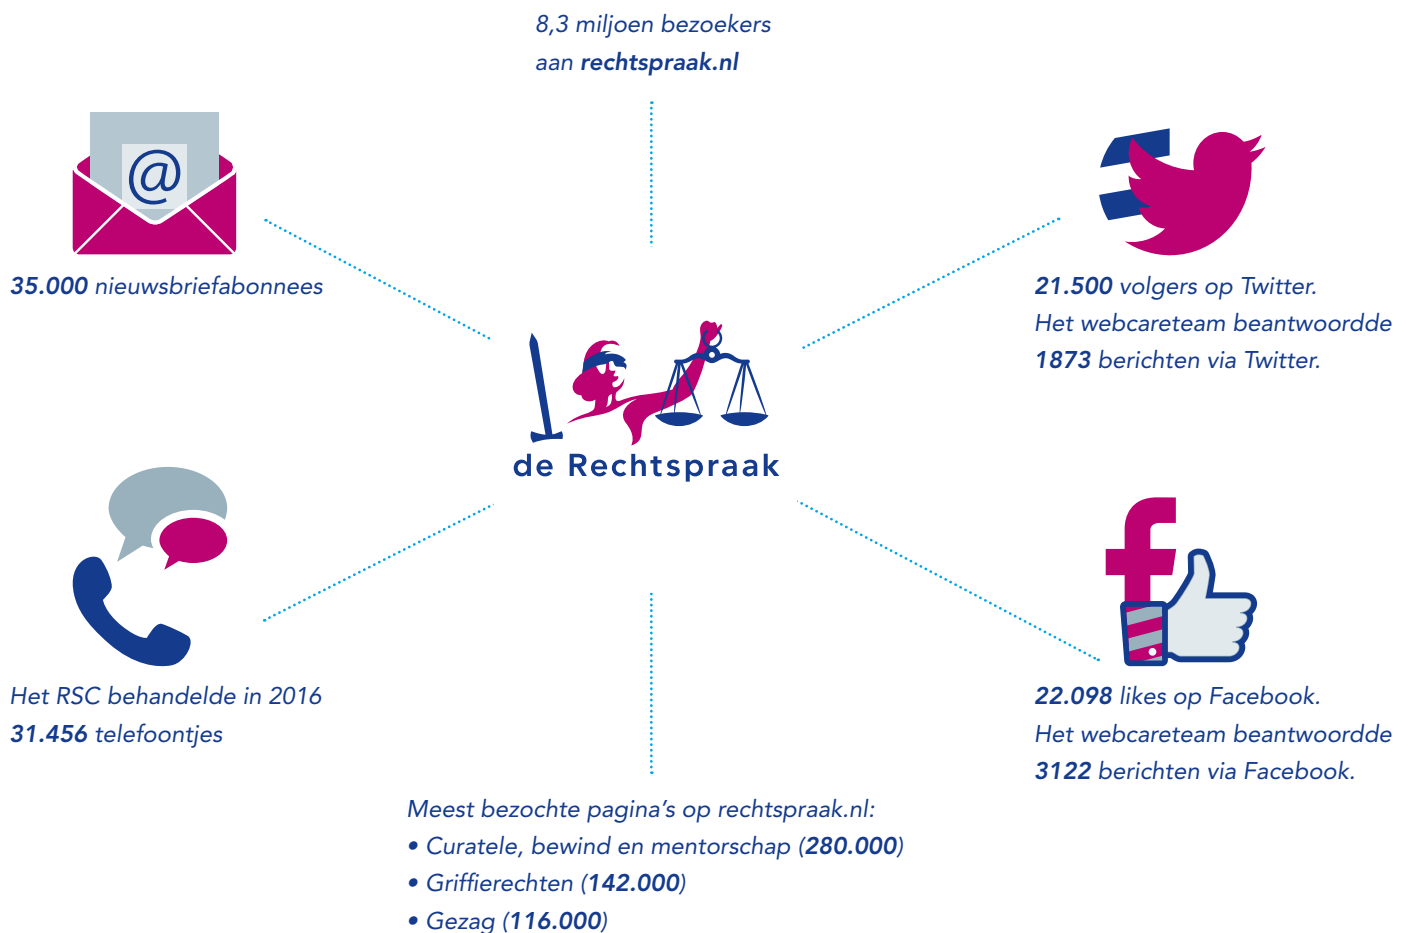 8,3 miljoen bezoekers
aan rechtspraak.nl
@
35.000 nieuwsbriefabonnees
21.500 volgers op Twitter.
Het webcareteam beantwoordde
1873 berichten via Twitter.
de Rechtspraak
Het RSC behandelde in 2016
31.456 telefoontjes
f
22.098 likes op Facebook.
Het webcareteam beantwoordde
3122 berichten via Facebook.
Meest bezochte pagina's op rechtspraak.nl:
• Curatele, bewind en mentorschap (280.000)
• Griffierechten (142.000)
• Gezag (116.000)